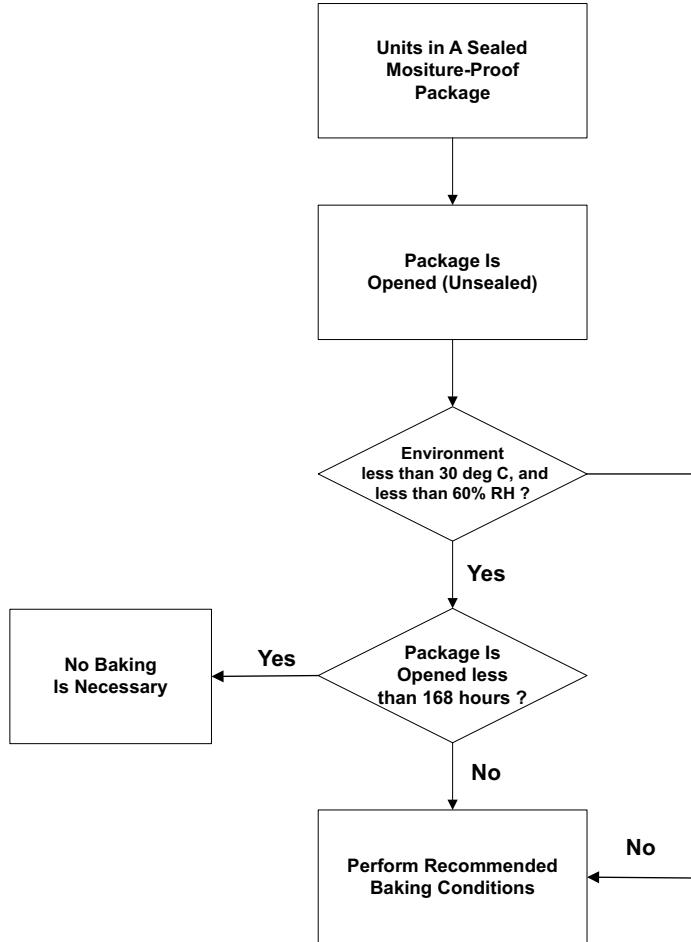 Units in A Sealed
Mositure-Proof
Package
Package Is
Opened (Unsealed)
Environment
less than 30 deg C, and
less than 60% RH ?
Yes
No Baking
Is Necessary
Yes
Package Is
Opened less
than 168 hours ?
No
Perform Recommended
Baking Conditions
No